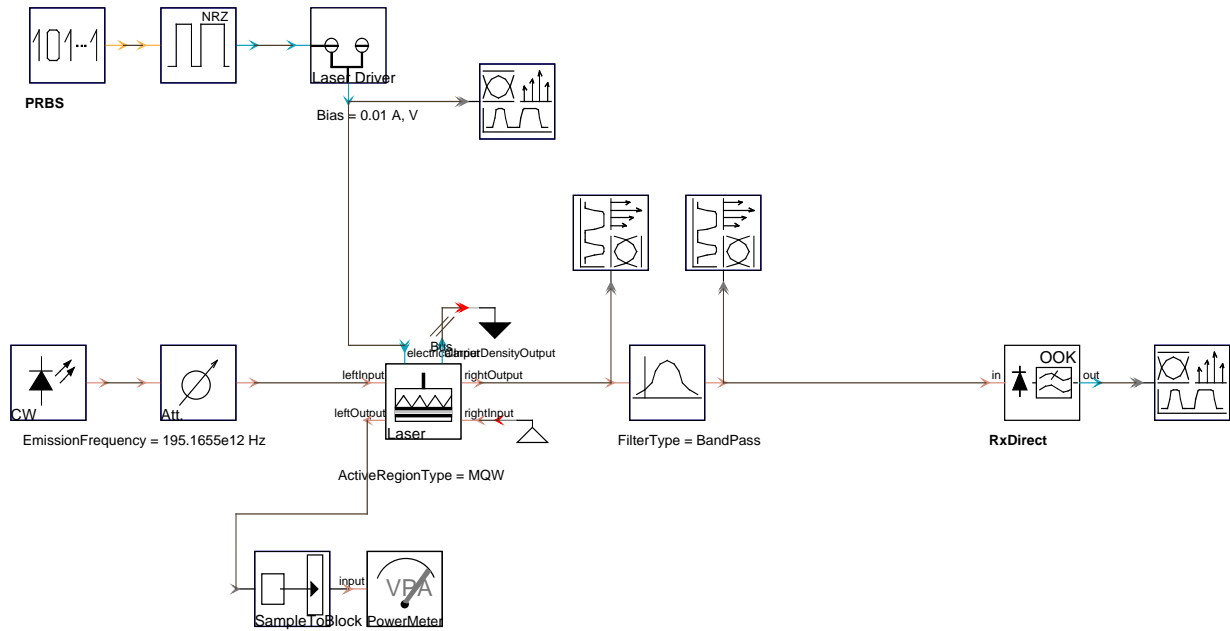 101···1
NRZ
PRBS
Laser Driver
Bias = 0.01 A, V
Bus
electricalInput
CarrierDensityOutput
CW
Att.
leftInput
rightOutput
leftOutput
rightInput
Laser
EmissionFrequency = 195.1655e12 Hz
ActiveRegionType = MQW
FilterType = BandPass
in
OOK
out
RxDirect
SampleToBlock
input
VPA
PowerMeter